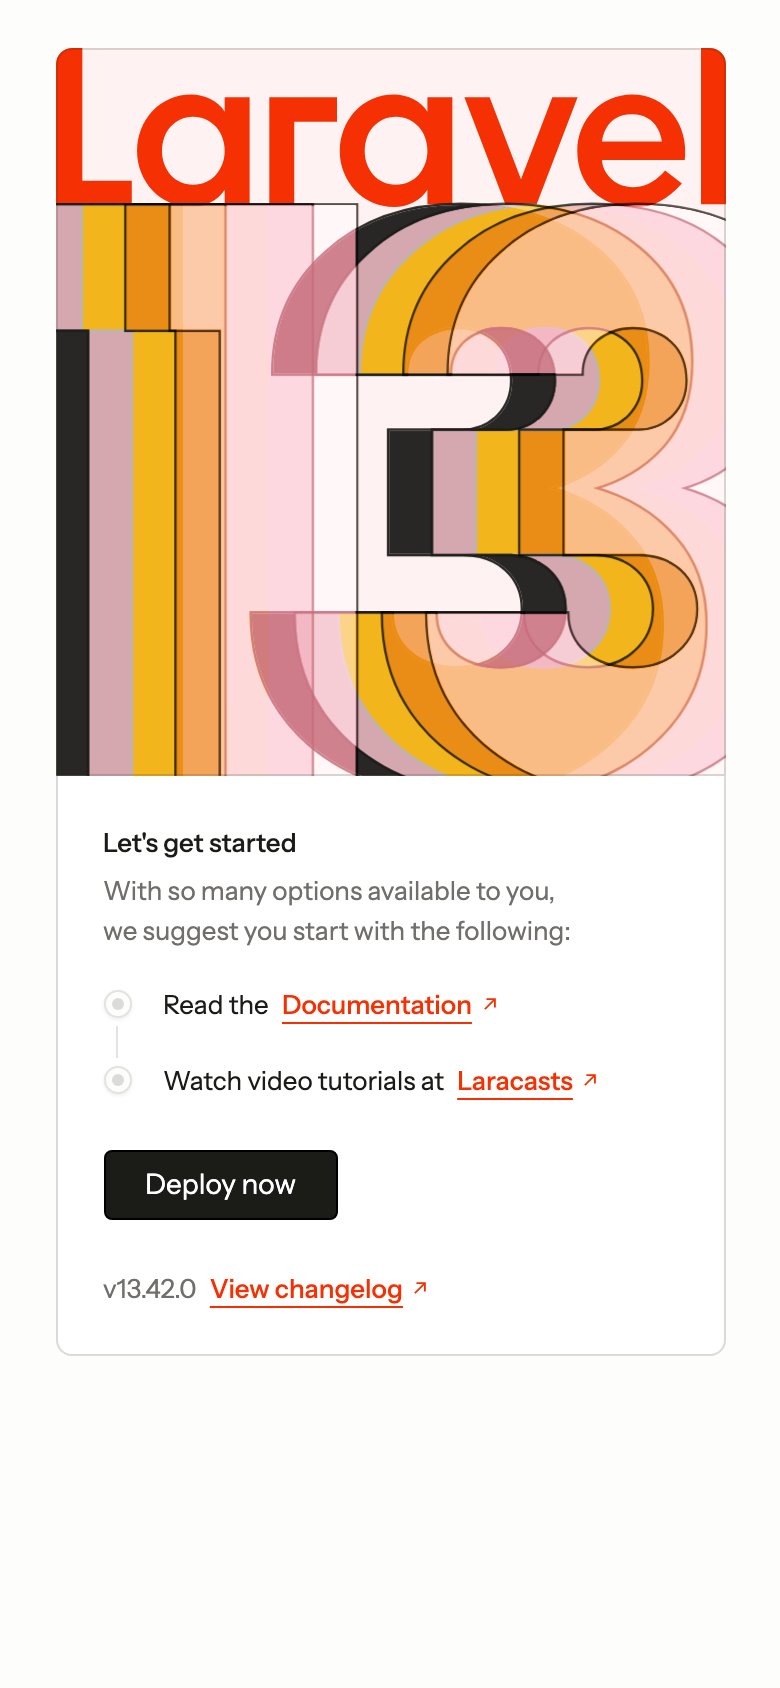 Laravel
13
Let's get started
With so many options available to you,
we suggest you start with the following:
Read the Documentation ↗
Watch video tutorials at Laracasts ↗
Deploy now
v13.42.0 View changelog ↗